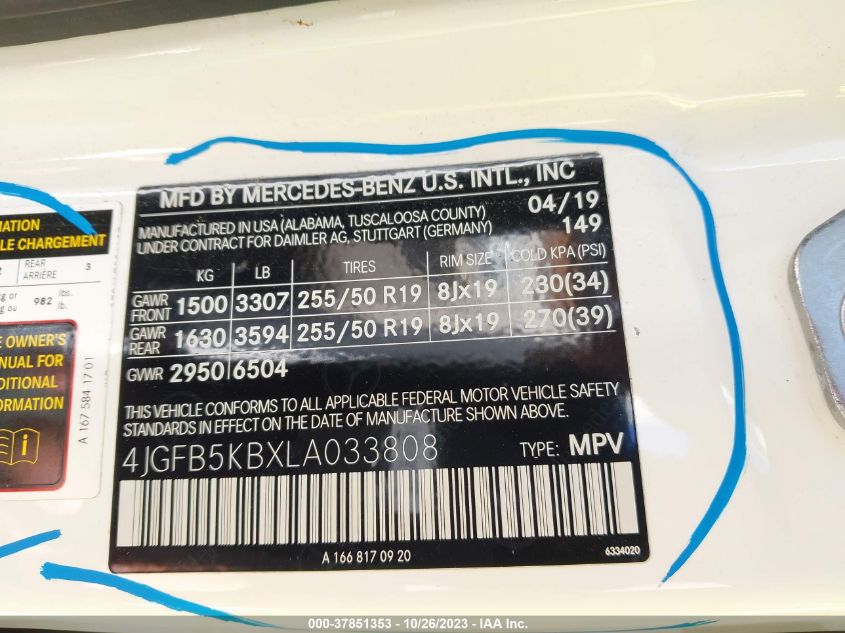 MFD BY MERCEDES-BENZ U.S. INTL., INC
MANUFACTURED IN USA (ALABAMA, TUSCALOOSA COUNTY) 04/19
UNDER CONTRACT FOR DAIMLER AG, STUTTGART (GERMANY) 149
KG LB TIRES RIM SIZE COLD KPA (PSI)
GAWR FRONT 1500 3307 255/50 R19 8Jx19 230(34)
GAWR REAR 1630 3594 255/50 R19 8Jx19 270(39)
GVWR 2950 6504
THIS VEHICLE CONFORMS TO ALL APPLICABLE FEDERAL MOTOR VEHICLE SAFETY
STANDARDS IN EFFECT ON THE DATE OF MANUFACTURE SHOWN ABOVE.
4JGFB5KBXLA033808 TYPE: MPV
A 166 817 09 20 6334020
MATION
LE CHARGEMENT
REAR 3
ARRIÈRE
g or 982 lbs.
g ou lb.
OWNER'S
NUAL FOR
DITIONAL
ORMATION
A 167 584 17 01
000-37851353 - 10/26/2023 - IAA Inc.